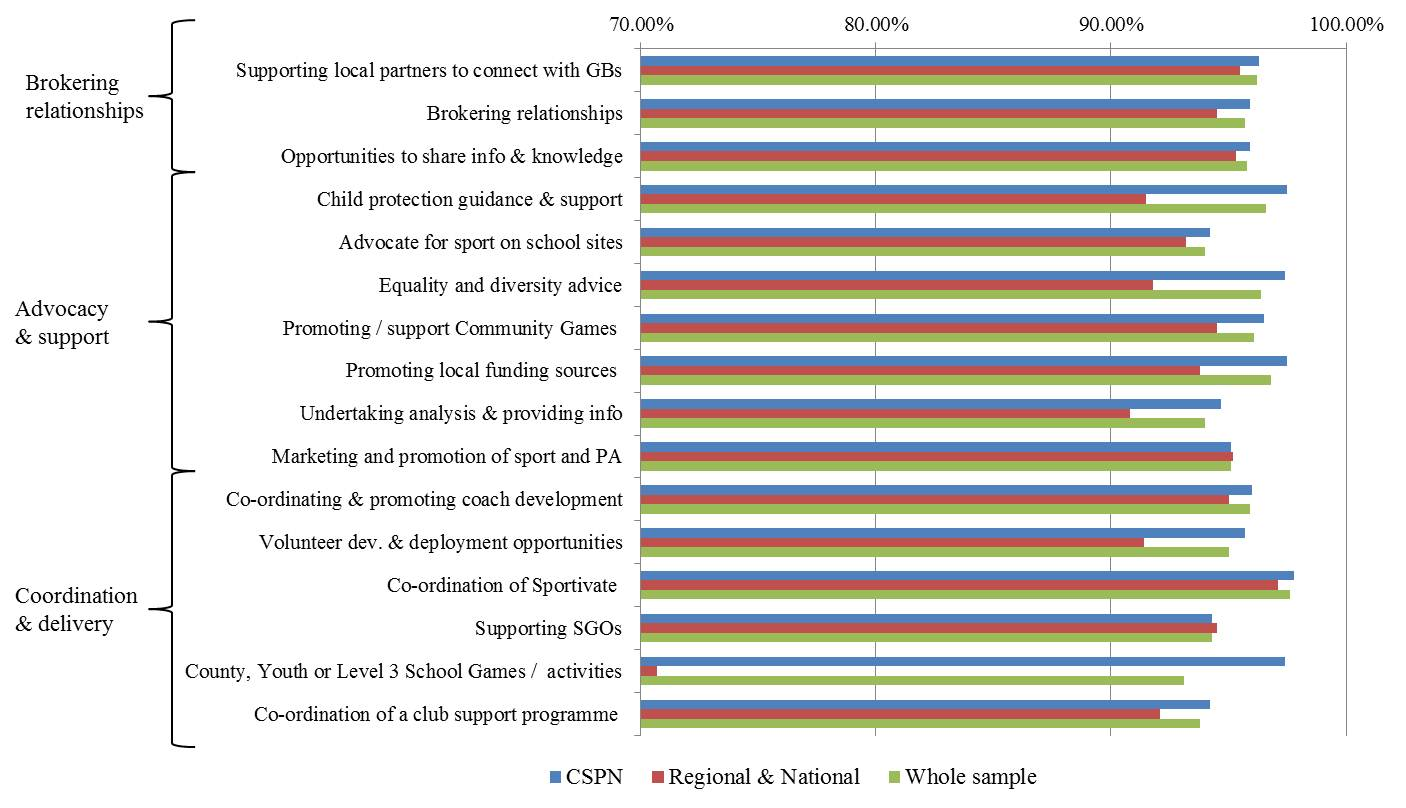 70.00% 80.00% 90.00% 100.00%
Brokering
relationships
Supporting local partners to connect with GBs
Brokering relationships
Opportunities to share info & knowledge
Advocacy
& support
Child protection guidance & support
Advocate for sport on school sites
Equality and diversity advice
Promoting / support Community Games
Promoting local funding sources
Undertaking analysis & providing info
Marketing and promotion of sport and PA
Coordination
& delivery
Co-ordinating & promoting coach development
Volunteer dev. & deployment opportunities
Co-ordination of Sportivate
Supporting SGOs
County, Youth or Level 3 School Games / activities
Co-ordination of a club support programme
CSPN Regional & National Whole sample